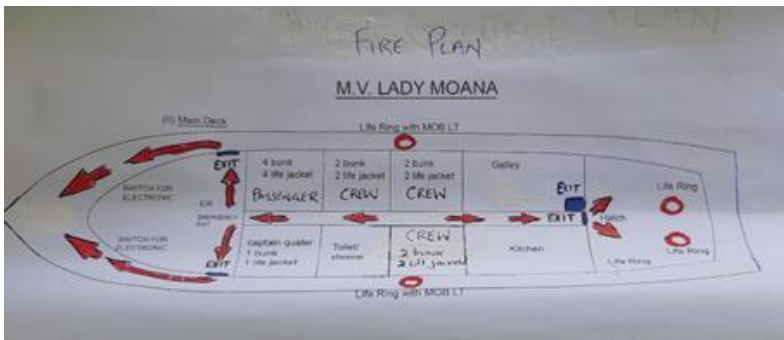 FIRE PLAN
M.V. LADY MOANA
(ii) Main Deck
Life Ring with MOB LT
EXIT
4 bunk
4 life jacket
PASSENGER
2 bunk
2 life jacket
CREW
2 bunk
2 life jacket
CREW
Galley
EXIT
SWITCH FOR
ELECTRONIC
E/R
EMERGENCY
EXIT
EXIT
Hatch
Life Ring
Life Ring
Life Ring
SWITCH FOR
ELECTRONIC
EXIT
captain quater
1 bunk
1 life jacket
Toilet/
shower
CREW
2 bunk
2 life jacket
Kitchen
Life Ring with MOB LT